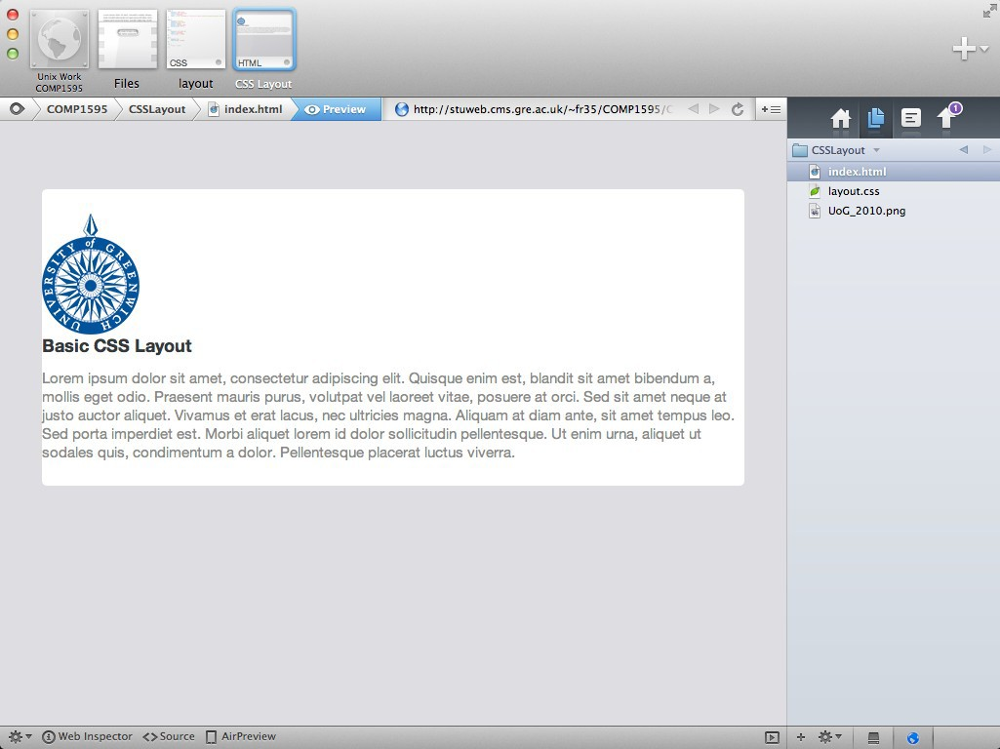 Unix Work
COMP1595
Files
CSS
layout
HTML
CSS Layout
COMP1595
CSSLayout
index.html
Preview
http://stuweb.cms.gre.ac.uk/~fr35/COMP1595/C
1
CSSLayout
index.html
layout.css
UoG_2010.png
UNIVERSITY of GREENWICH
Basic CSS Layout
Lorem ipsum dolor sit amet, consectetur adipiscing elit. Quisque enim est, blandit sit amet bibendum a,
mollis eget odio. Praesent mauris purus, volutpat vel laoreet vitae, posuere at orci. Sed sit amet neque at
justo auctor aliquet. Vivamus et erat lacus, nec ultricies magna. Aliquam at diam ante, sit amet tempus leo.
Sed porta imperdiet est. Morbi aliquet lorem id dolor sollicitudin pellentesque. Ut enim urna, aliquet ut
sodales quis, condimentum a dolor. Pellentesque placerat luctus viverra.
Web Inspector
Source
AirPreview